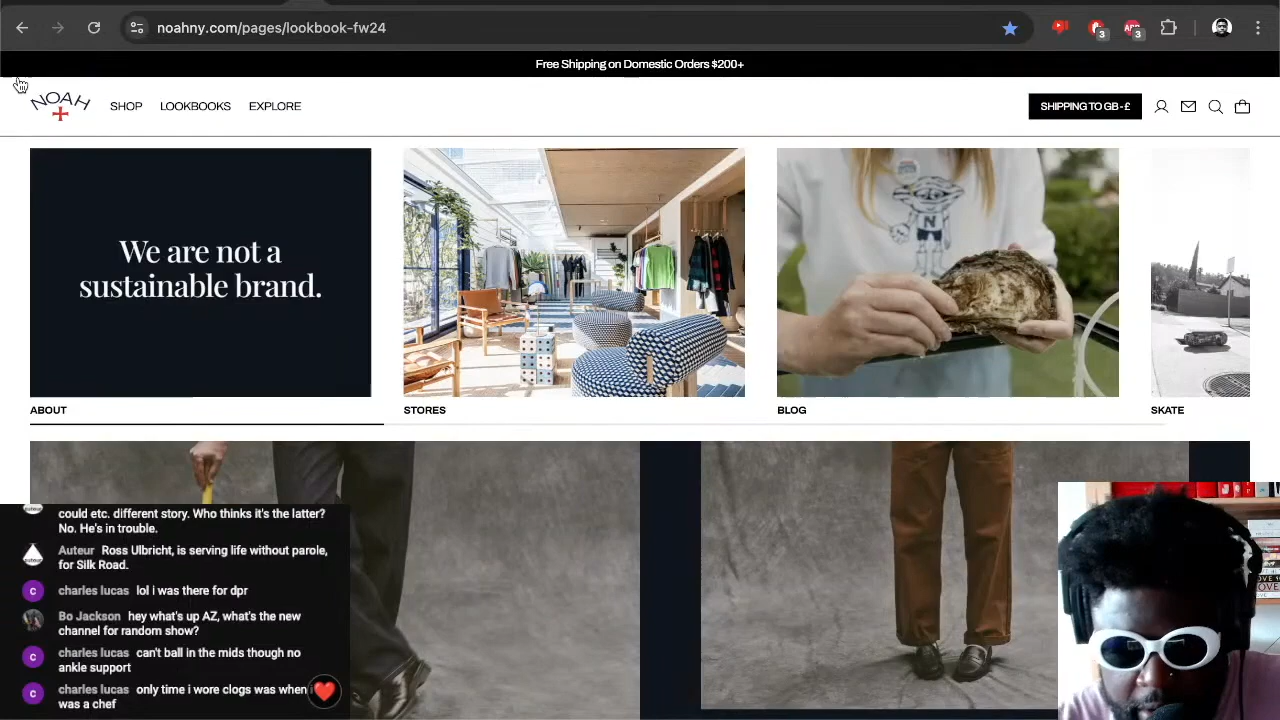 noahny.com/pages/lookbook-fw24
3
3
Free Shipping on Domestic Orders $200+
NOAH
SHOP
LOOKBOOKS
EXPLORE
SHIPPING TO GB - £
We are not a
sustainable brand.
N
ABOUT
STORES
BLOG
SKATE
could etc. different story. Who thinks it's the latter?
No. He's in trouble.
Auteur Ross Ulbricht, is serving life without parole,
for Silk Road.
c
charles lucas lol i was there for dpr
Bo Jackson hey what's up AZ, what's the new
channel for random show?
c
charles lucas can't ball in the mids though no
ankle support
c
charles lucas only time i wore clogs was when i
was a chef